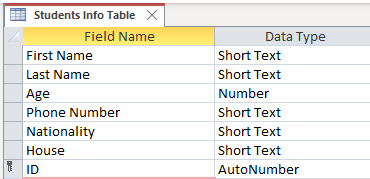 Students Info Table
Field Name Data Type
First Name Short Text
Last Name Short Text
Age Number
Phone Number Short Text
Nationality Short Text
House Short Text
ID AutoNumber